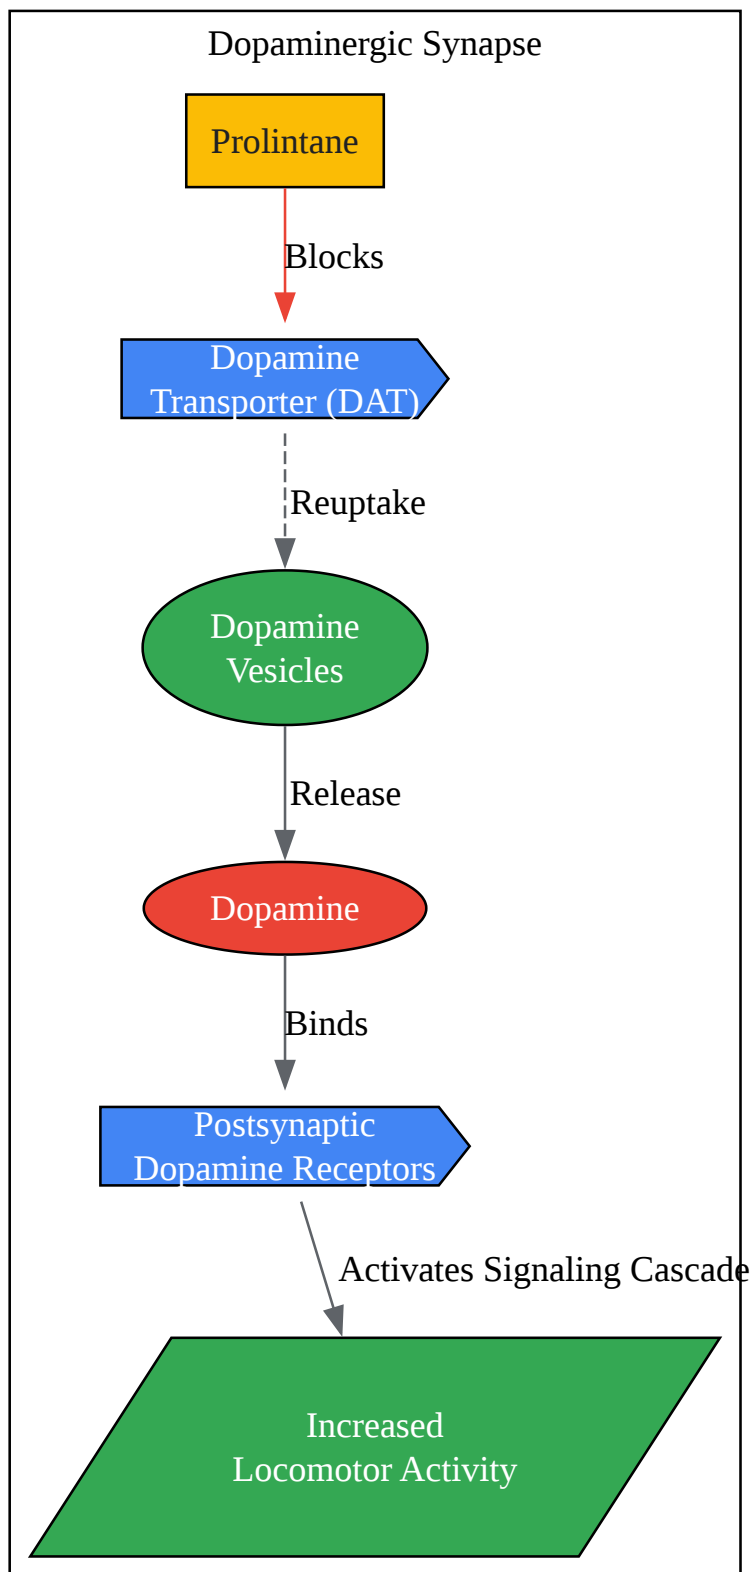 Dopaminergic Synapse
Prolintane
Blocks
Dopamine
Transporter (DAT)
Reuptake
Dopamine
Vesicles
Release
Dopamine
Binds
Postsynaptic
Dopamine Receptors
Activates Signaling Cascade
Increased
Locomotor Activity